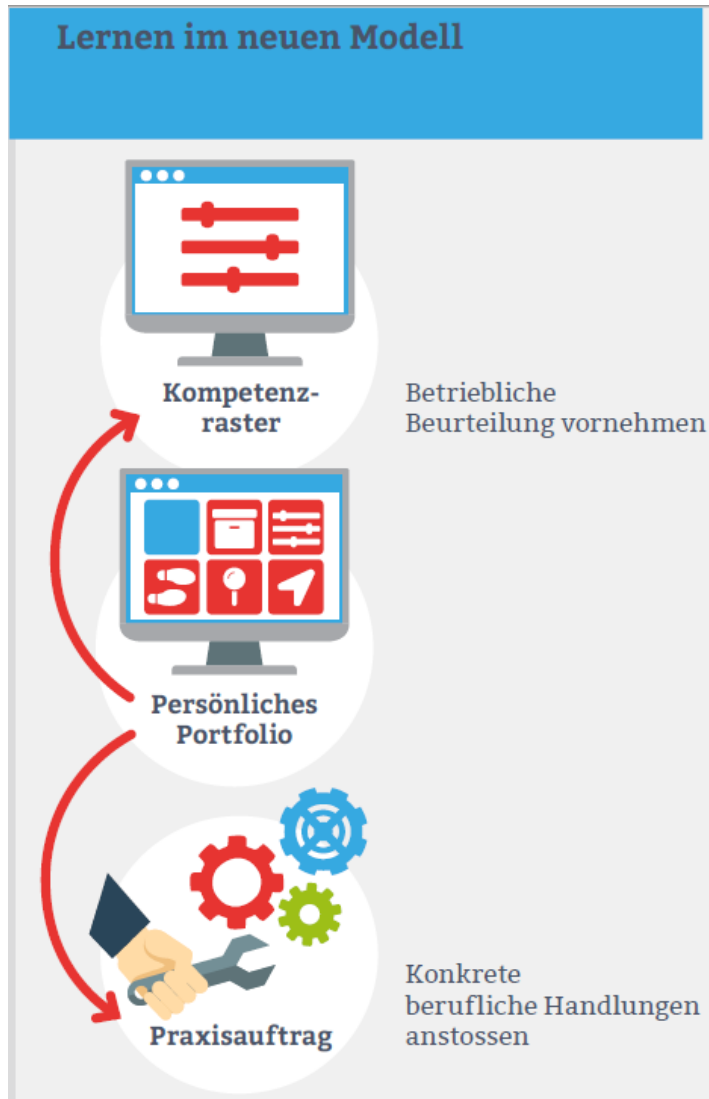 Lernen im neuen Modell
Kompetenz-
raster
Betriebliche
Beurteilung vornehmen
Persönliches
Portfolio
Praxisauftrag
Konkrete
berufliche Handlungen
anstossen